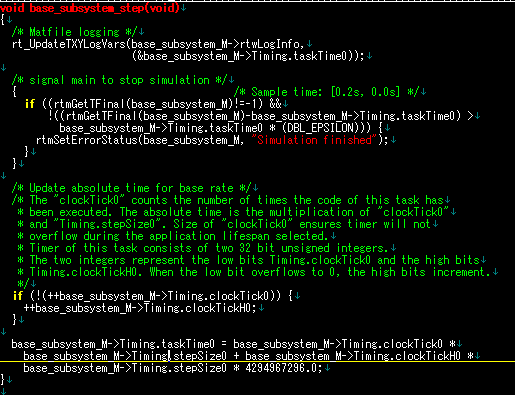 void base_subsystem_step(void)↓
{↓
  /* Matfile logging */↓
  rt_UpdateTXYLogVars(base_subsystem_M->rtwLogInfo,↓
                      (&base_subsystem_M->Timing.taskTime0));↓
↓
  /* signal main to stop simulation */↓
  {                                    /* Sample time: [0.2s, 0.0s] */↓
    if ((rtmGetTFinal(base_subsystem_M)!=-1) &&↓
        !((rtmGetTFinal(base_subsystem_M)-base_subsystem_M->Timing.taskTime0) >↓
          base_subsystem_M->Timing.taskTime0 * (DBL_EPSILON))) {↓
      rtmSetErrorStatus(base_subsystem_M, "Simulation finished");↓
    }↓
  }↓
↓
  /* Update absolute time for base rate */↓
  /* The "clockTick0" counts the number of times the code of this task has↓
   * been executed. The absolute time is the multiplication of "clockTick0"↓
   * and "Timing.stepSize0". Size of "clockTick0" ensures timer will not↓
   * overflow during the application lifespan selected.↓
   * Timer of this task consists of two 32 bit unsigned integers.↓
   * The two integers represent the low bits Timing.clockTick0 and the high bits↓
   * Timing.clockTickH0. When the low bit overflows to 0, the high bits increment.↓
   */↓
  if (!(++base_subsystem_M->Timing.clockTick0)) {↓
    ++base_subsystem_M->Timing.clockTickH0;↓
  }↓
↓
  base_subsystem_M->Timing.taskTime0 = base_subsystem_M->Timing.clockTick0 *↓
    base_subsystem_M->Timing.stepSize0 + base_subsystem_M->Timing.clockTickH0 *↓
    base_subsystem_M->Timing.stepSize0 * 4294967296.0;↓
}↓
↓